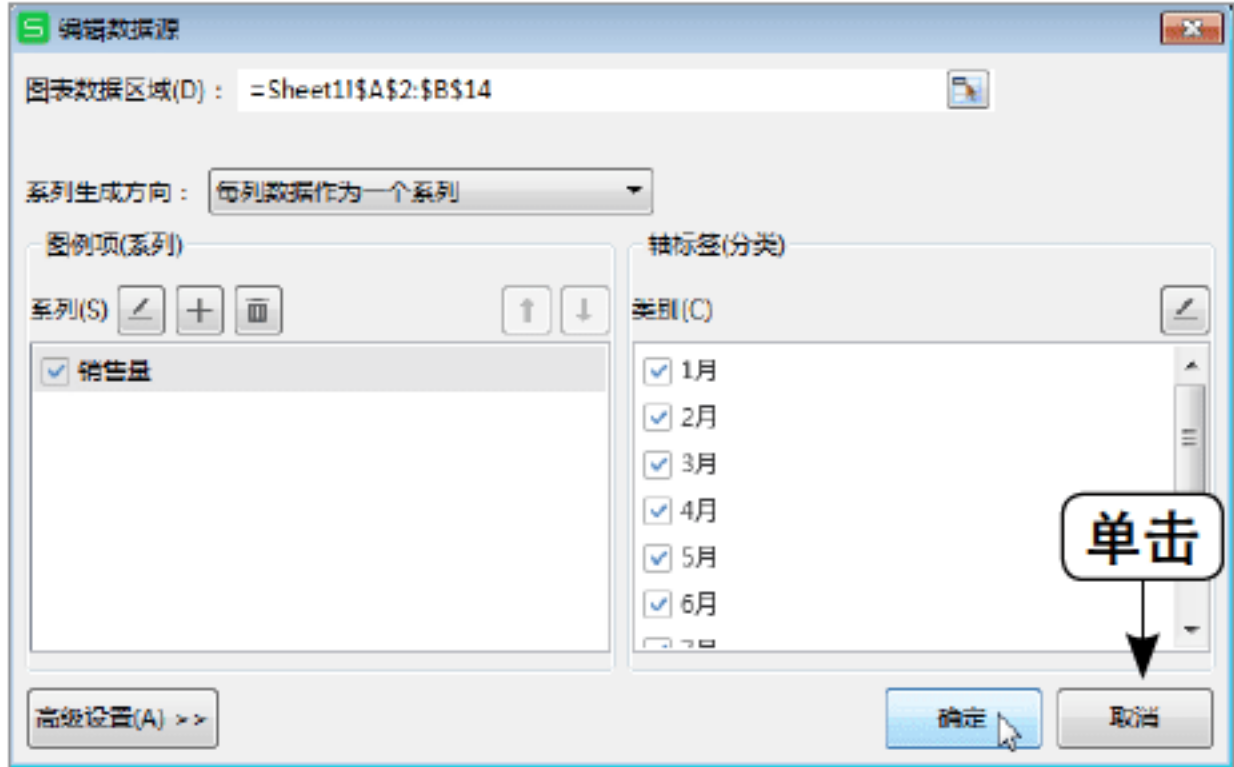 编辑数据源
图表数据区域(D)： =Sheet1!$A$2:$B$14
系列生成方向： 每列数据作为一个系列
图例项(系列)
轴标签(分类)
系列(S)
类别(C)
销售量
1月
2月
3月
4月
5月
6月
7月
单击
高级设置(A) >>
确定
取消